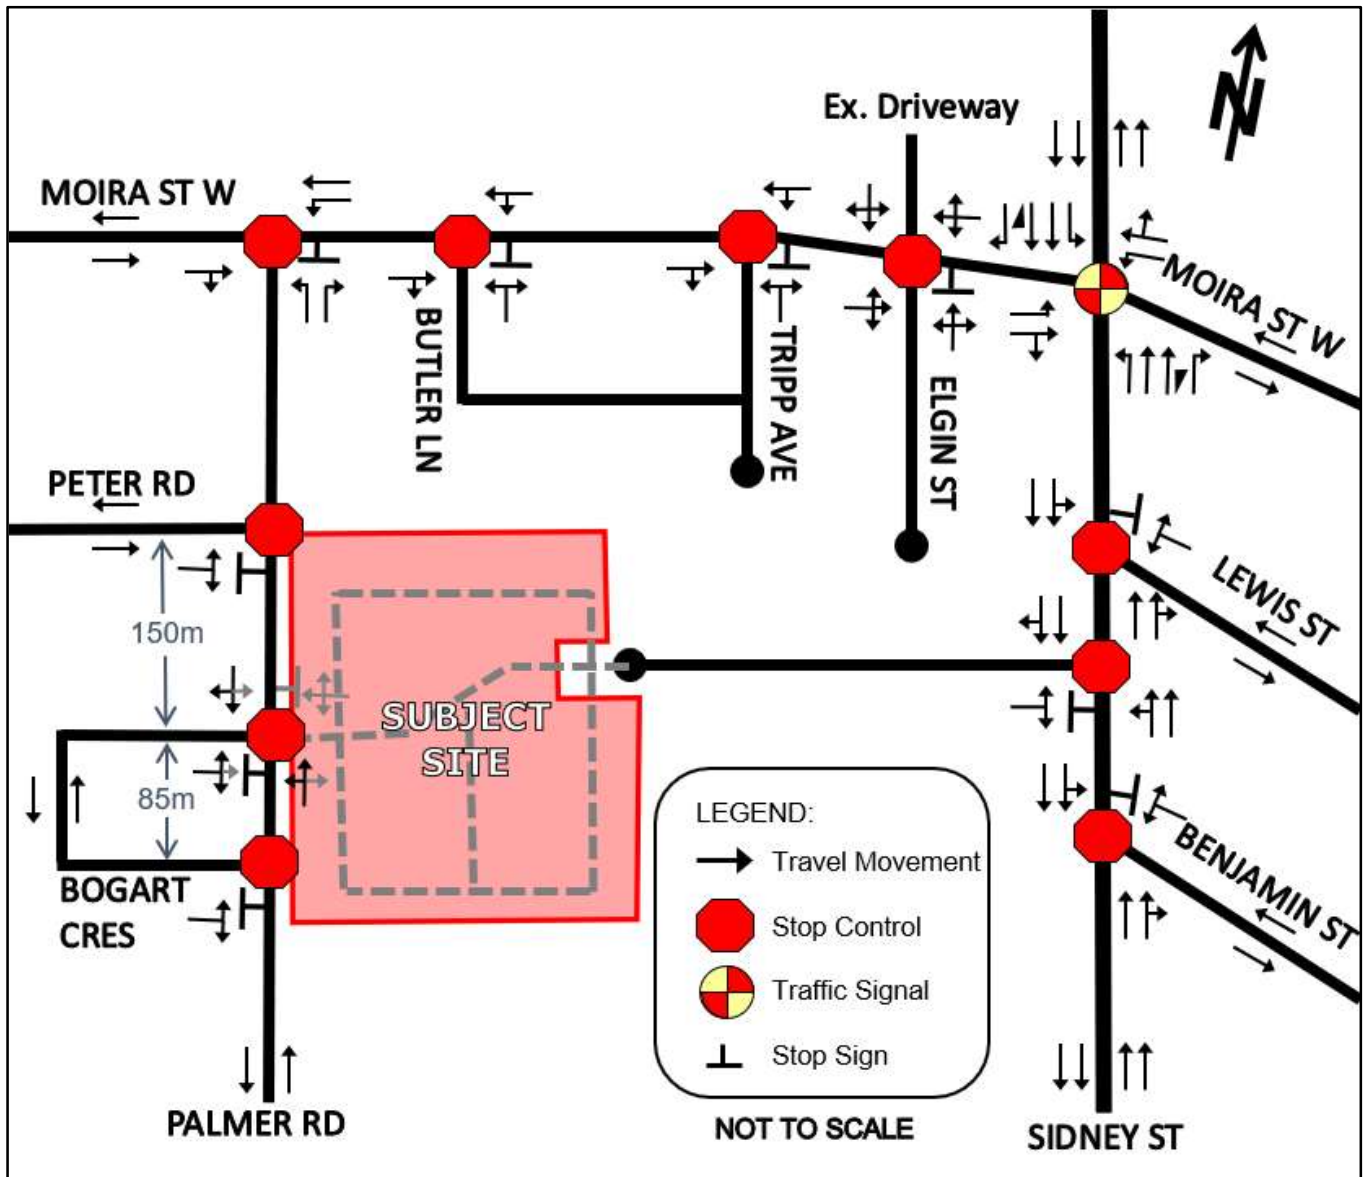 Ex. Driveway
N
MOIRA ST W
MOIRA ST W
BUTLER LN
TRIPP AVE
ELGIN ST
PETER RD
LEWIS ST
150m
SUBJECT
SITE
85m
LEGEND:
Travel Movement
BENJAMIN ST
BOGART
CRES
Stop Control
Traffic Signal
Stop Sign
PALMER RD
NOT TO SCALE
SIDNEY ST